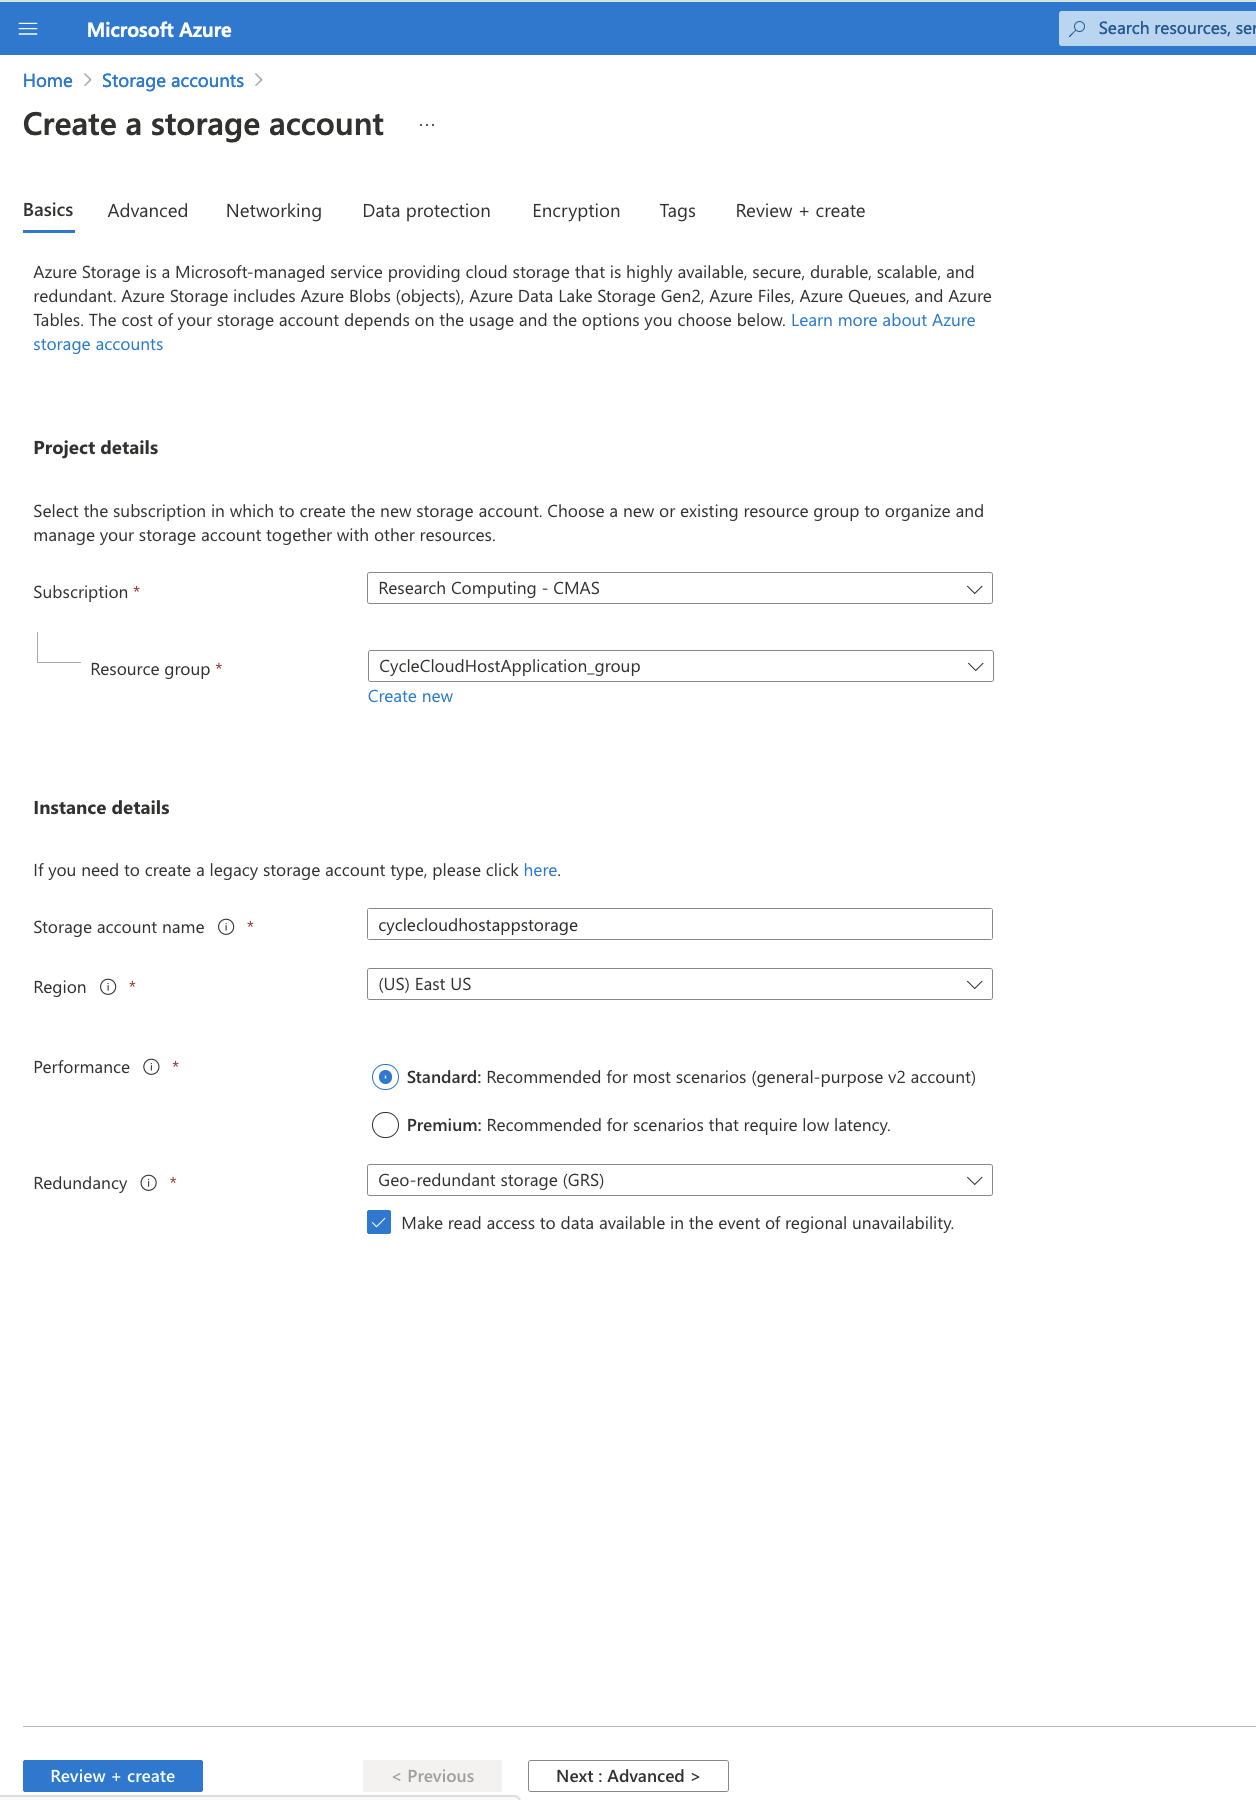 Microsoft Azure
Search resources, ser
Home > Storage accounts >
Create a storage account ...
Basics Advanced Networking Data protection Encryption Tags Review + create
Azure Storage is a Microsoft-managed service providing cloud storage that is highly available, secure, durable, scalable, and
redundant. Azure Storage includes Azure Blobs (objects), Azure Data Lake Storage Gen2, Azure Files, Azure Queues, and Azure
Tables. The cost of your storage account depends on the usage and the options you choose below. Learn more about Azure
storage accounts
Project details
Select the subscription in which to create the new storage account. Choose a new or existing resource group to organize and
manage your storage account together with other resources.
Subscription *
Research Computing - CMAS
Resource group *
CycleCloudHostApplication_group
Create new
Instance details
If you need to create a legacy storage account type, please click here.
Storage account name *
cyclecloudhostappstorage
Region *
(US) East US
Performance *
Standard: Recommended for most scenarios (general-purpose v2 account)
Premium: Recommended for scenarios that require low latency.
Redundancy *
Geo-redundant storage (GRS)
Make read access to data available in the event of regional unavailability.
Review + create
< Previous
Next : Advanced >